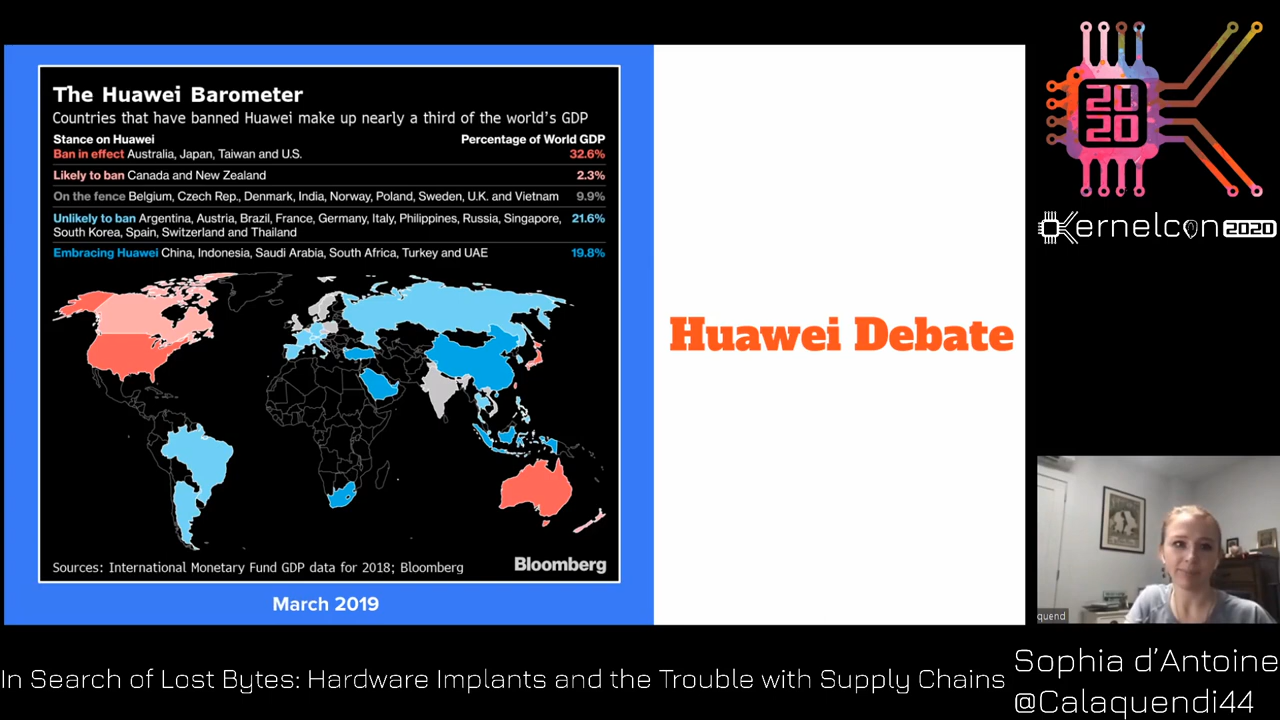 The Huawei Barometer
Countries that have banned Huawei make up nearly a third of the world's GDP
Stance on Huawei Percentage of World GDP
Ban in effect Australia, Japan, Taiwan and U.S. 32.6%
Likely to ban Canada and New Zealand 2.3%
On the fence Belgium, Czech Rep., Denmark, India, Norway, Poland, Sweden, U.K. and Vietnam 9.9%
Unlikely to ban Argentina, Austria, Brazil, France, Germany, Italy, Philippines, Russia, Singapore, 21.6%
South Korea, Spain, Switzerland and Thailand
Embracing Huawei China, Indonesia, Saudi Arabia, South Africa, Turkey and UAE 19.8%
Sources: International Monetary Fund GDP data for 2018; Bloomberg
Bloomberg
March 2019
Huawei Debate
20
20
Kernelcon 2020
quend
In Search of Lost Bytes: Hardware Implants and the Trouble with Supply Chains
Sophia d'Antoine
@Calaquendi44